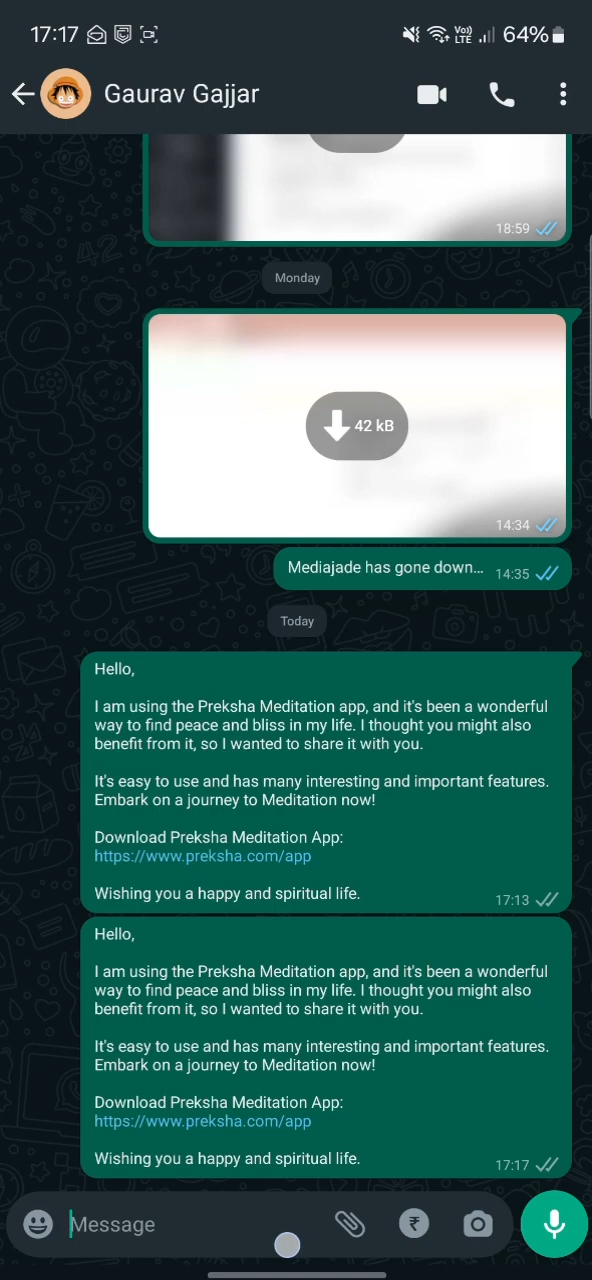 17:17
Vo))
LTE
64%
Gaurav Gajjar
18:59
Monday
42 kB
14:34
Mediajade has gone down...
14:35
Today
Hello,
I am using the Preksha Meditation app, and it's been a wonderful
way to find peace and bliss in my life. I thought you might also
benefit from it, so I wanted to share it with you.
It's easy to use and has many interesting and important features.
Embark on a journey to Meditation now!
Download Preksha Meditation App:
https://www.preksha.com/app
Wishing you a happy and spiritual life.
17:13
Hello,
I am using the Preksha Meditation app, and it's been a wonderful
way to find peace and bliss in my life. I thought you might also
benefit from it, so I wanted to share it with you.
It's easy to use and has many interesting and important features.
Embark on a journey to Meditation now!
Download Preksha Meditation App:
https://www.preksha.com/app
Wishing you a happy and spiritual life.
17:17
Message
₹